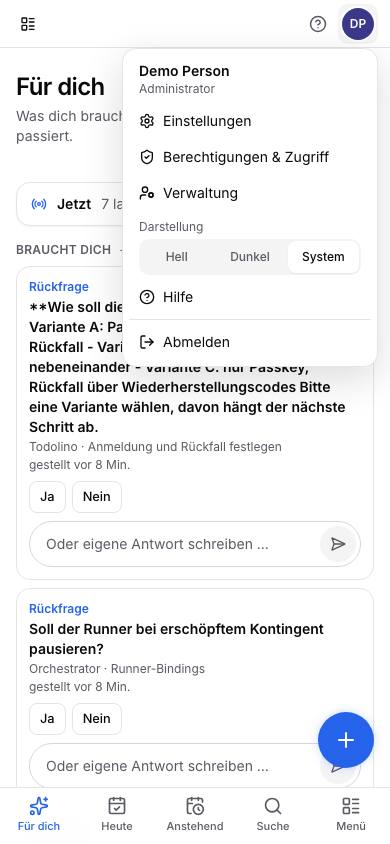 DP
Demo Person
Administrator
Für dich
Was dich
passiert.
Einstellungen
Berechtigungen & Zugriff
Verwaltung
Jetzt 7
Darstellung
Hell Dunkel System
BRAUCHT DICH
Hilfe
Abmelden
Rückfrage
**Wie soll die
Variante A:
Rückfall -
nebeneinander - Variante C: nur Passkey,
Rückfall über Wiederherstellungscodes Bitte
eine Variante wählen, davon hängt der nächste
Schritt ab.
Todolino · Anmeldung und Rückfall festlegen
gestellt vor 8 Min.
Ja Nein
Oder eigene Antwort schreiben ...
Rückfrage
Soll der Runner bei erschöpftem Kontingent
pausieren?
Orchestrator · Runner-Bindings
gestellt vor 8 Min.
Ja Nein
Oder eigene Antwort schreiben ...
Für dich Heute Anstehend Suche Menü